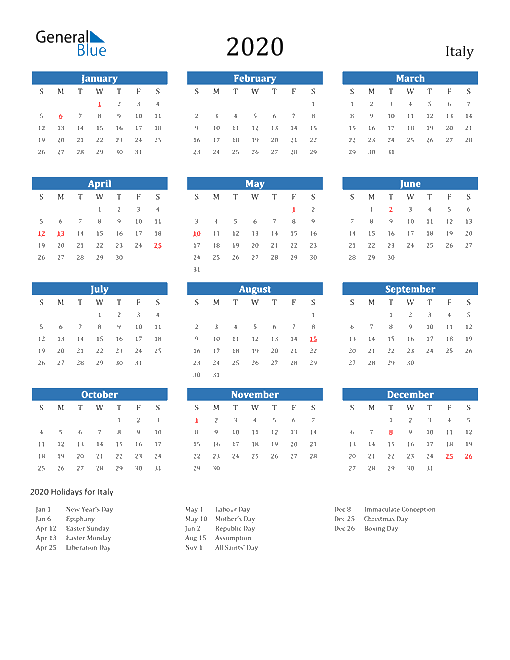 General
Blue
2020
Italy
January February March
S M T W T F S S M T W T F S S M T W T F S
1 2 3 4 1 1 2 3 4 5 6 7
5 6 7 8 9 10 11 2 3 4 5 6 7 8 8 9 10 11 12 13 14
12 13 14 15 16 17 18 9 10 11 12 13 14 15 15 16 17 18 19 20 21
19 20 21 22 23 24 25 16 17 18 19 20 21 22 22 23 24 25 26 27 28
26 27 28 29 30 31 23 24 25 26 27 28 29 29 30 31
April May June
S M T W T F S S M T W T F S S M T W T F S
1 2 3 4 1 2 1 2 3 4 5 6
5 6 7 8 9 10 11 3 4 5 6 7 8 9 7 8 9 10 11 12 13
12 13 14 15 16 17 18 10 11 12 13 14 15 16 14 15 16 17 18 19 20
19 20 21 22 23 24 25 17 18 19 20 21 22 23 21 22 23 24 25 26 27
26 27 28 29 30 24 25 26 27 28 29 30 28 29 30
31
July August September
S M T W T F S S M T W T F S S M T W T F S
1 2 3 4 1 1 2 3 4 5
5 6 7 8 9 10 11 2 3 4 5 6 7 8 6 7 8 9 10 11 12
12 13 14 15 16 17 18 9 10 11 12 13 14 15 13 14 15 16 17 18 19
19 20 21 22 23 24 25 16 17 18 19 20 21 22 20 21 22 23 24 25 26
26 27 28 29 30 31 23 24 25 26 27 28 29 27 28 29 30
30 31
October November December
S M T W T F S S M T W T F S S M T W T F S
1 2 3 1 2 3 4 5 6 7 1 2 3 4 5
4 5 6 7 8 9 10 8 9 10 11 12 13 14 6 7 8 9 10 11 12
11 12 13 14 15 16 17 15 16 17 18 19 20 21 13 14 15 16 17 18 19
18 19 20 21 22 23 24 22 23 24 25 26 27 28 20 21 22 23 24 25 26
25 26 27 28 29 30 31 29 30 27 28 29 30 31
2020 Holidays for Italy
Jan 1 New Year's Day
Jan 6 Epiphany
Apr 12 Easter Sunday
Apr 13 Easter Monday
Apr 25 Liberation Day
May 1 Labour Day
May 10 Mother's Day
Jun 2 Republic Day
Aug 15 Assumption
Nov 1 All Saints' Day
Dec 8 Immaculate Conception
Dec 25 Christmas Day
Dec 26 Boxing Day